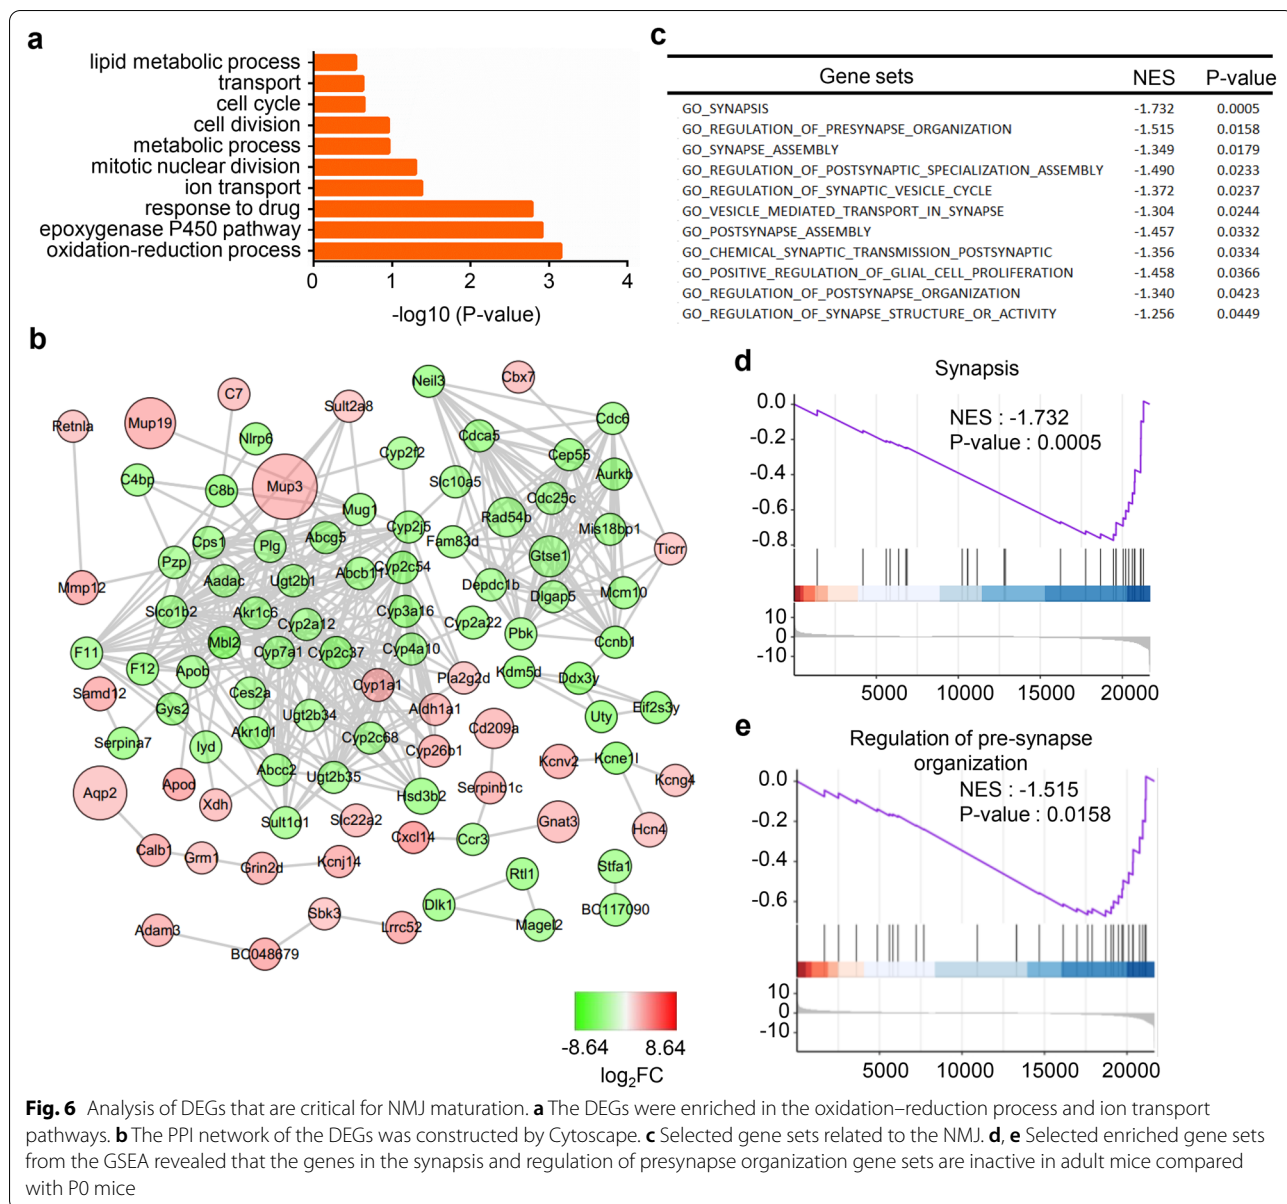 a
lipid metabolic process
transport
cell cycle
cell division
metabolic process
mitotic nuclear division
ion transport
response to drug
epoxygenase P450 pathway
oxidation-reduction process
0 1 2 3 4
-log10 (P-value)
c
Gene sets NES P-value
GO_SYNAPSIS -1.732 0.0005
GO_REGULATION_OF_PRESYNAPSE_ORGANIZATION -1.515 0.0158
GO_SYNAPSE_ASSEMBLY -1.349 0.0179
GO_REGULATION_OF_POSTSYNAPTIC_SPECIALIZATION_ASSEMBLY -1.490 0.0233
GO_REGULATION_OF_SYNAPTIC_VESICLE_CYCLE -1.372 0.0237
GO_VESICLE_MEDIATED_TRANSPORT_IN_SYNAPSE -1.304 0.0244
GO_POSTSYNAPSE_ASSEMBLY -1.457 0.0332
GO_CHEMICAL_SYNAPTIC_TRANSMISSION_POSTSYNAPTIC -1.356 0.0334
GO_POSITIVE_REGULATION_OF_GLIAL_CELL_PROLIFERATION -1.458 0.0366
GO_REGULATION_OF_POSTSYNAPSE_ORGANIZATION -1.340 0.0423
GO_REGULATION_OF_SYNAPSE_STRUCTURE_OR_ACTIVITY -1.256 0.0449
b
Neil3
Cbx7
C7
Sult2a8
Retnla
Mup19
Cdc6
Nlrp6
Cdca5
Cyp2f2
Cep55
C4bp
C8b
Mup3
Slc10a5
Aurkb
Cdc25c
Mug1
Rad54b
Mis18bp1
Cps1
Plg
Abcg5
Cyp2j5
Fam83d
Ticrr
Pzp
Gtse1
Aadac
Ugt2b1
Abcb11
Cyp2c54
Mmp12
Depdc1b
Dlgap5
Mcm10
Slco1b2
Akr1c6
Cyp2a12
Cyp3a16
Cyp2a22
Pbk
Ccnb1
F11
Mbl2
Cyp7a1
Cyp2c37
Cyp4a10
F12
Apob
Cyp1a1
Pla2g2d
Kdm5d
Ddx3y
Samd12
Ces2a
Gys2
Ugt2b34
Aldh1a1
Uty
Eif2s3y
Serpina7
Iyd
Akr1d1
Cyp2c68
Cyp26b1
Cd209a
Kcnv2
Kcne1l
Aqp2
Apod
Abcc2
Ugt2b35
Hsd3b2
Serpinb1c
Kcng4
Xdh
Sult1d1
Slc22a2
Cxcl14
Ccr3
Gnat3
Hcn4
Calb1
Grm1
Grin2d
Kcnj14
Stfa1
Rtl1
Dlk1
Magel2
BC117090
Sbk3
Lrrc52
Adam3
BC048679
-8.64 8.64
log2FC
d
Synapsis
NES : -1.732
P-value : 0.0005
0.0
-0.2
-0.4
-0.6
-0.8
10
0
-10
5000 10000 15000 20000
e
Regulation of pre-synapse
organization
NES : -1.515
P-value : 0.0158
0.0
-0.2
-0.4
-0.6
10
0
-10
5000 10000 15000 20000
Fig. 6 Analysis of DEGs that are critical for NMJ maturation. a The DEGs were enriched in the oxidation–reduction process and ion transport
pathways. b The PPI network of the DEGs was constructed by Cytoscape. c Selected gene sets related to the NMJ. d, e Selected enriched gene sets
from the GSEA revealed that the genes in the synapsis and regulation of presynapse organization gene sets are inactive in adult mice compared
with P0 mice